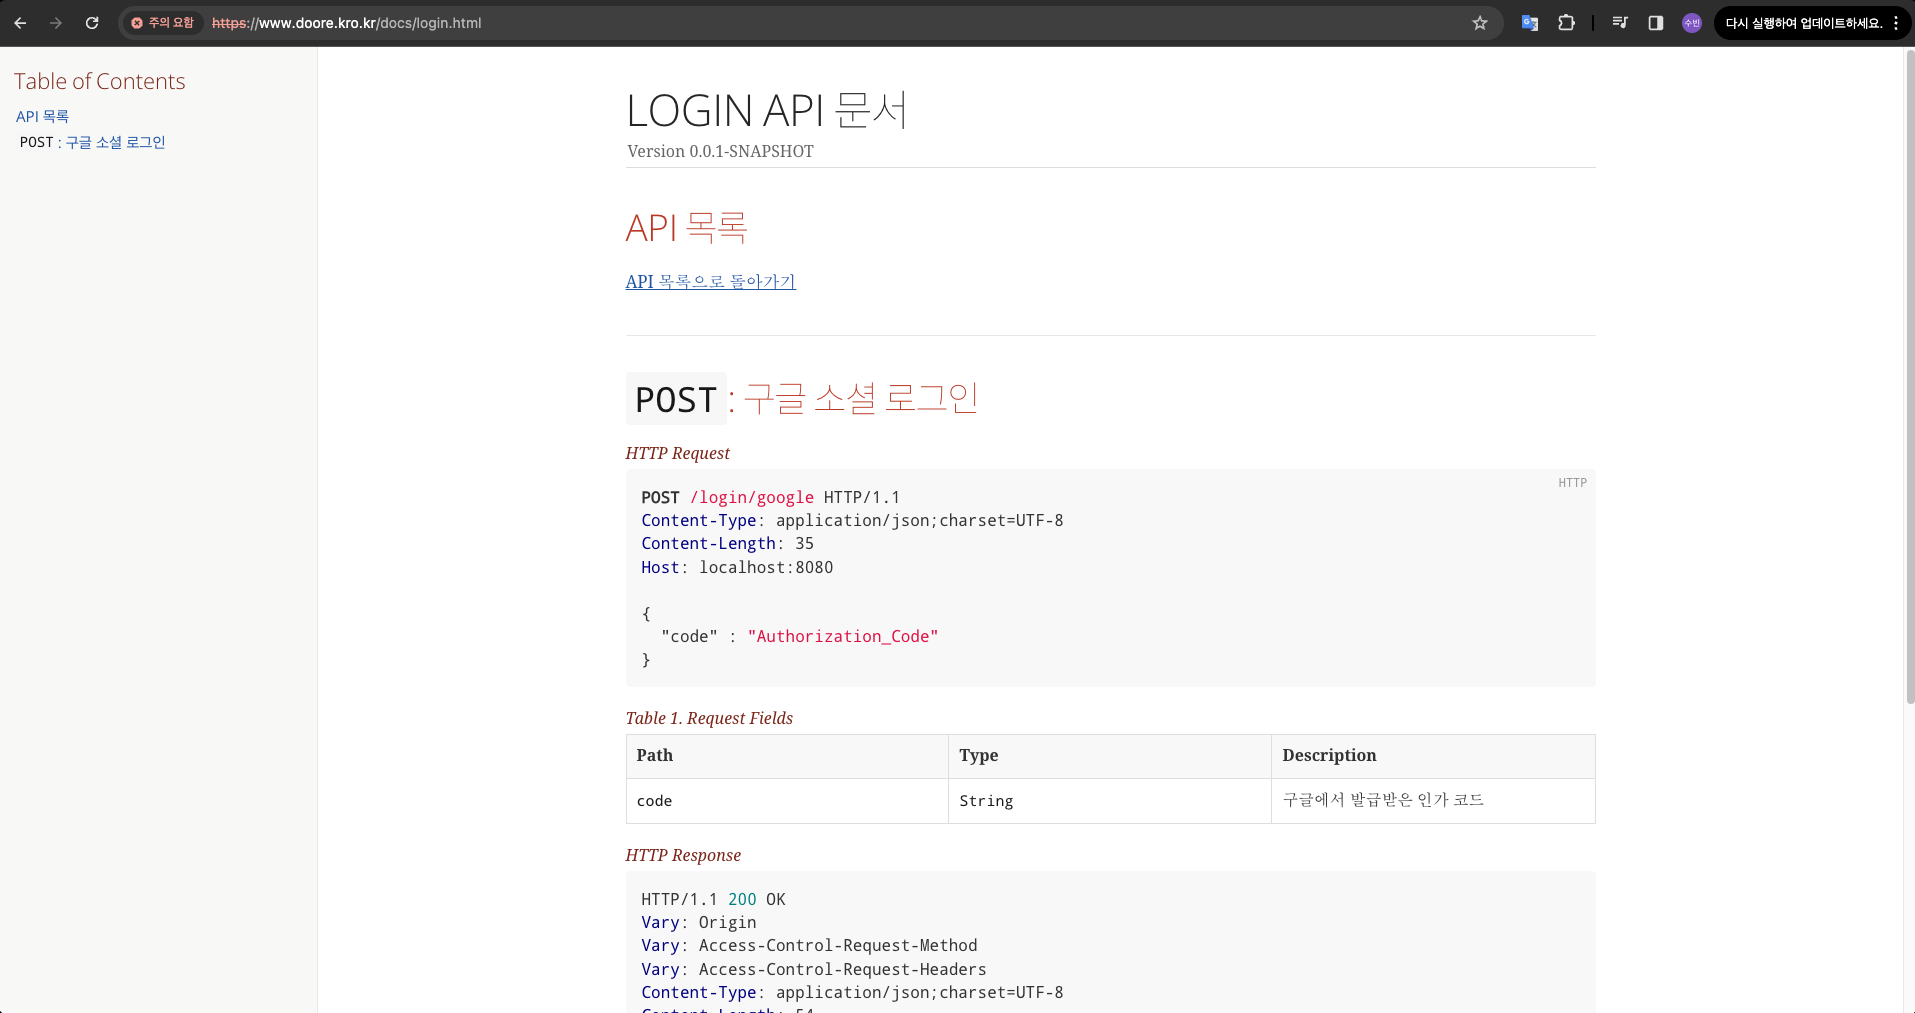 주의 요함
https://www.doore.kro.kr/docs/login.html
수빈
다시 실행하여 업데이트하세요.
Table of Contents
API 목록
POST : 구글 소셜 로그인
LOGIN API 문서
Version 0.0.1-SNAPSHOT
API 목록
API 목록으로 돌아가기
POST : 구글 소셜 로그인
HTTP Request
HTTP
POST /login/google HTTP/1.1
Content-Type: application/json;charset=UTF-8
Content-Length: 35
Host: localhost:8080
{
"code" : "Authorization_Code"
}
Table 1. Request Fields
Path Type Description
code String 구글에서 발급받은 인가 코드
HTTP Response
HTTP/1.1 200 OK
Vary: Origin
Vary: Access-Control-Request-Method
Vary: Access-Control-Request-Headers
Content-Type: application/json;charset=UTF-8
Content-Length: 54